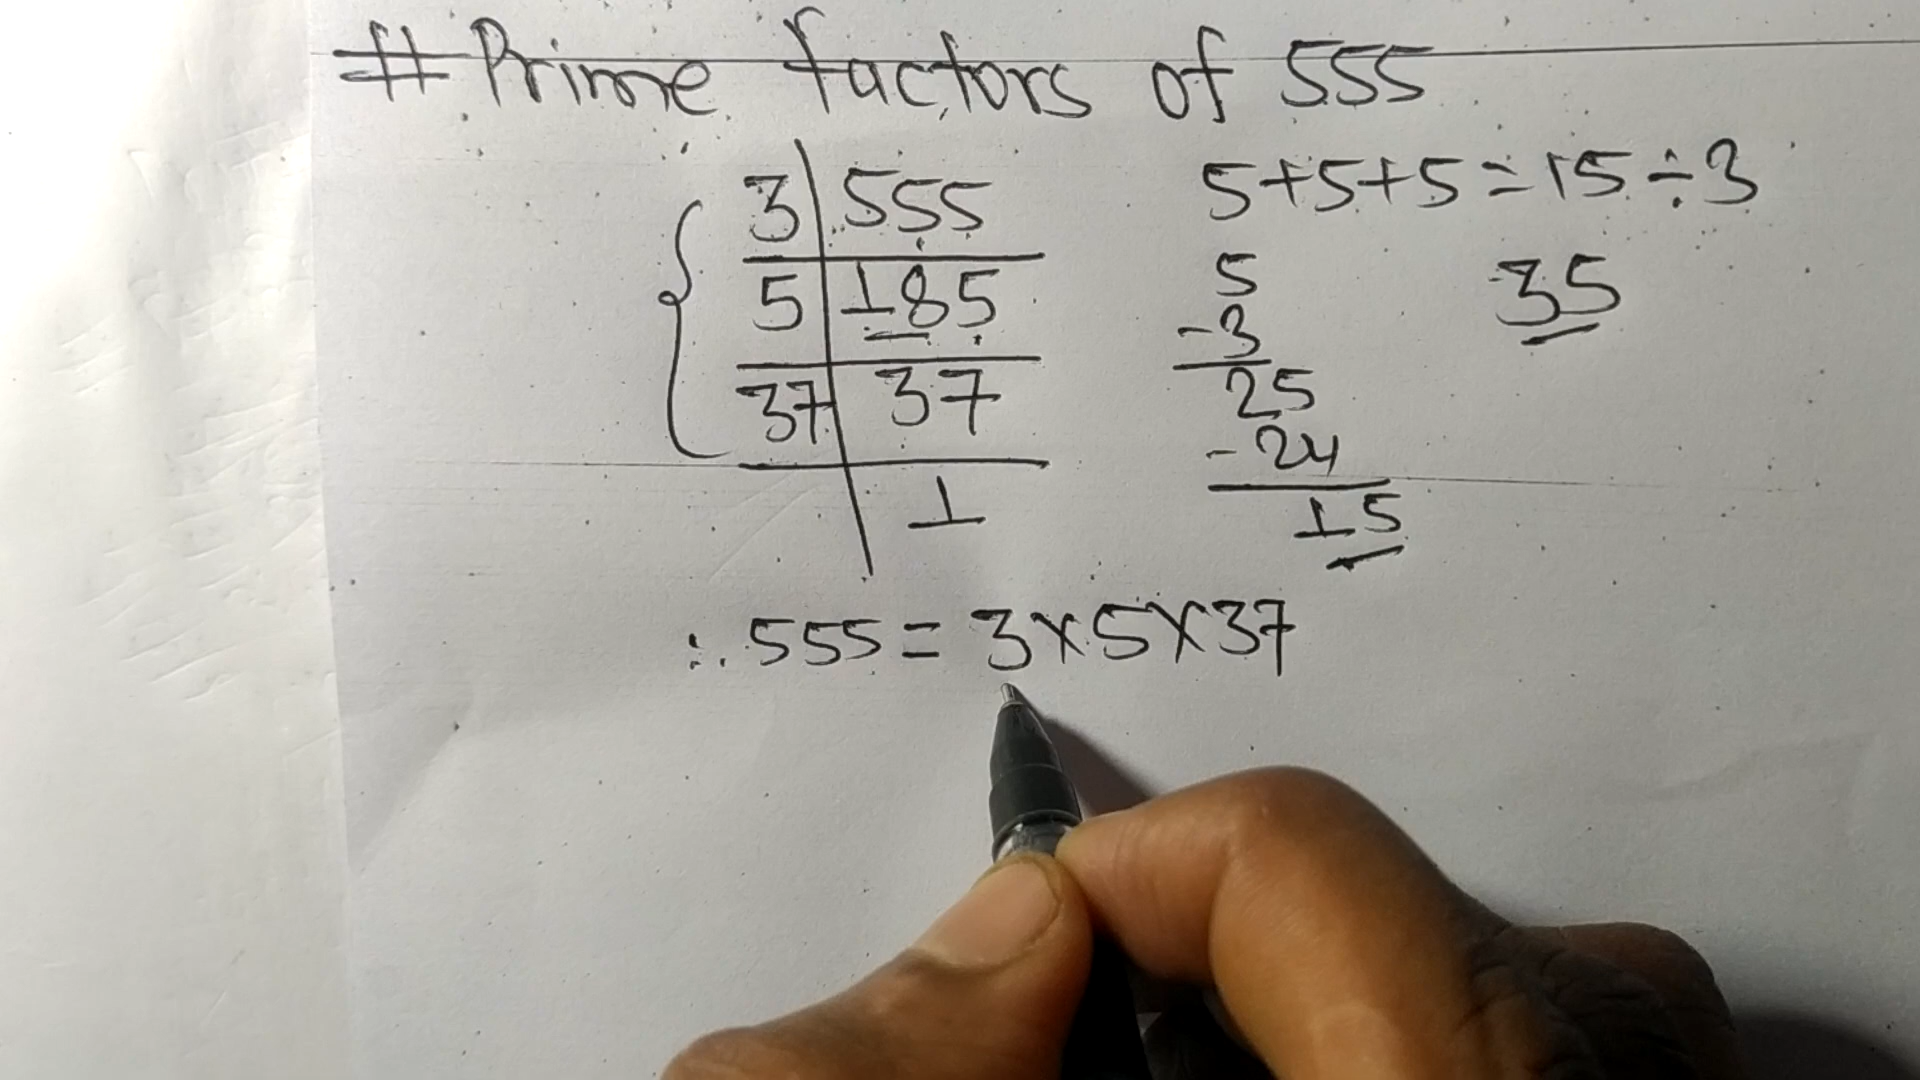 # Prime factors of 555
3 | 555
5 | 185
37 | 37
1
5+5+5=15÷3
5
-3
25
-24
15
35
∴ 555 = 3×5×37